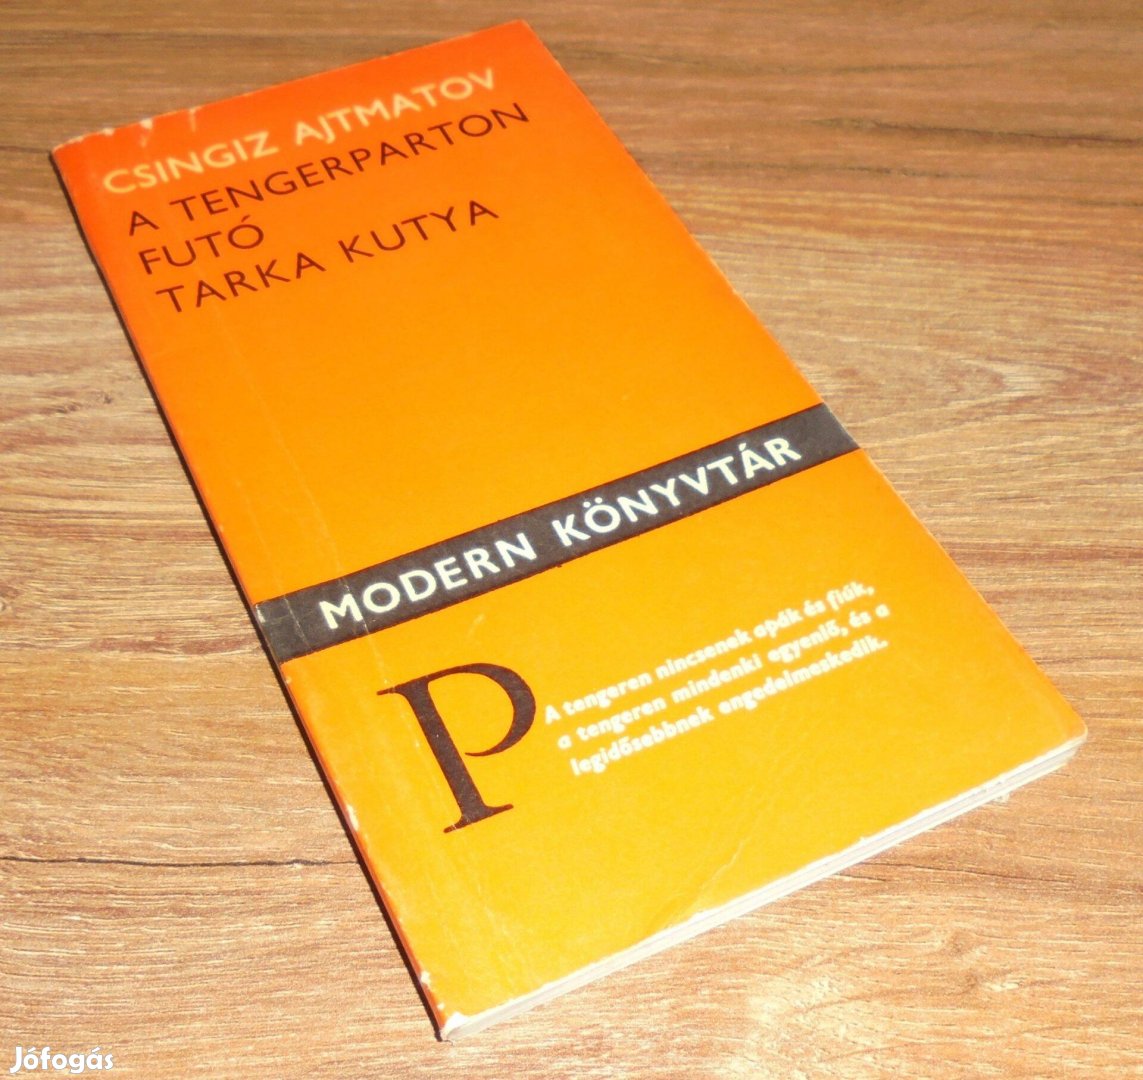 CSINGIZ AJTMATOV
A TENGERPARTON
FUTÓ
TARKA KUTYA
MODERN KÖNYVTÁR
P
A tengeren nincsenek apák és fiúk,
a tengeren mindenki egyenlő, és a
legidősebbnek engedelmeskedik.
Jófogás